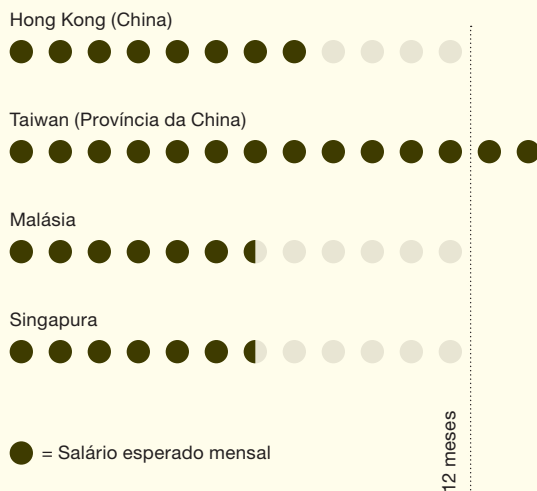 Hong Kong (China)
Taiwan (Província da China)
Malásia
Singapura
= Salário esperado mensal
12 meses